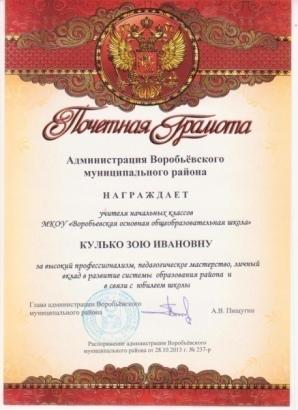 Почетная Грамота
Администрация Воробьёвского
муниципального района
НАГРАЖДАЕТ
учителя начальных классов
МКОУ «Воробьевская основная общеобразовательная школа»
КУЛЬКО ЗОЮ ИВАНОВНУ
за высокий профессионализм, педагогическое мастерство, личный
вклад в развитие системы образования района и
в связи с юбилеем школы
Глава администрации Воробьёвского
муниципального района А.В. Пищугин
Распоряжение администрации Воробьёвского
муниципального района от 28.10.2013 г. № 237-р